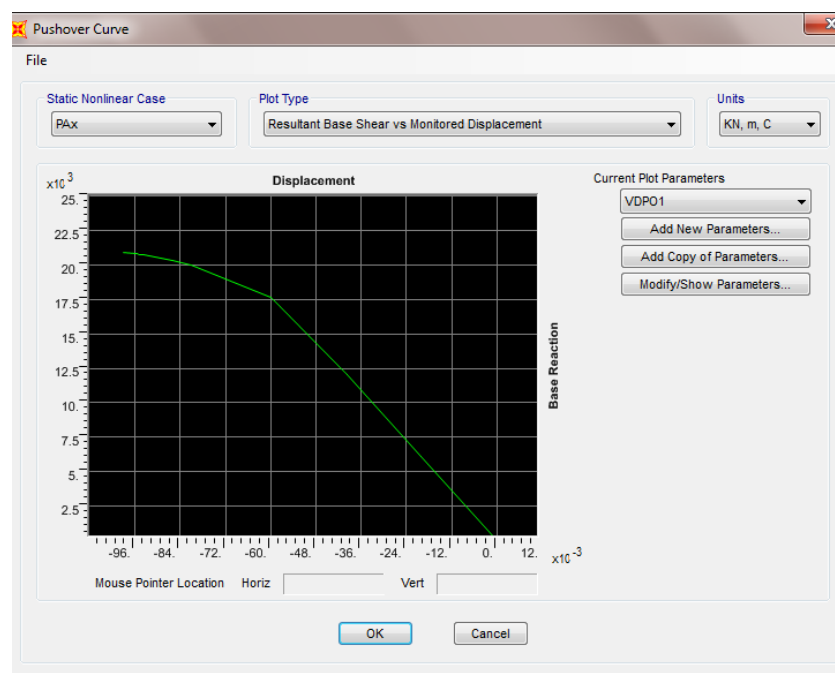 Pushover Curve
File
Static Nonlinear Case
PAx
Plot Type
Resultant Base Shear vs Monitored Displacement
Units
KN, m, C
x10 3
Displacement
25.
22.5
20.
17.5
15.
12.5
10.
7.5
5.
2.5
Base Reaction
-96. -84. -72. -60. -48. -36. -24. -12. 0. 12.
x10 -3
Current Plot Parameters
VDPO1
Add New Parameters...
Add Copy of Parameters...
Modify/Show Parameters...
Mouse Pointer Location Horiz Vert
OK Cancel